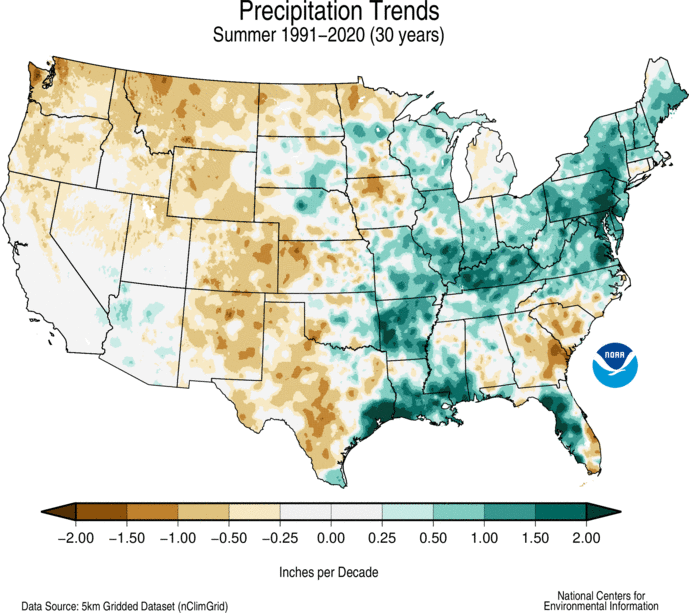 Precipitation Trends
Summer 1991–2020 (30 years)
NOAA
−2.00 −1.50 −1.00 −0.50 −0.25 0.00 0.25 0.50 1.00 1.50 2.00
Inches per Decade
Data Source: 5km Gridded Dataset (nClimGrid)
National Centers for
Environmental Information